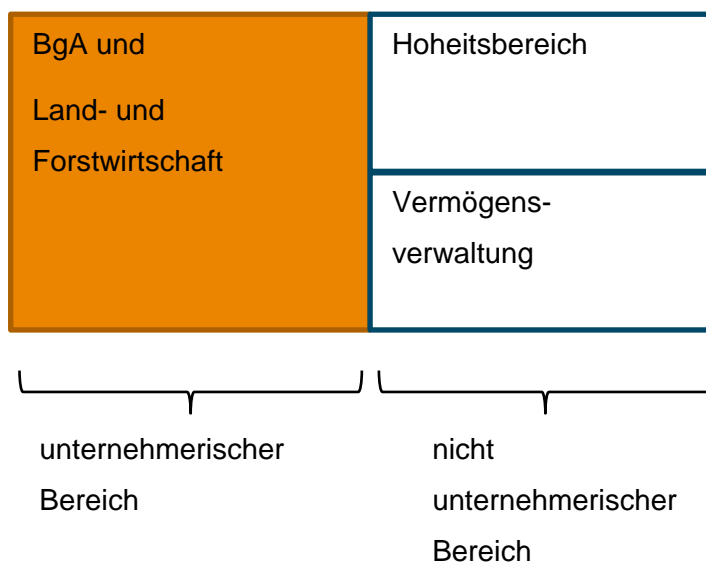 BgA und
Land- und
Forstwirtschaft
Hoheitsbereich
Vermögens-
verwaltung
unternehmerischer
Bereich
nicht
unternehmerischer
Bereich